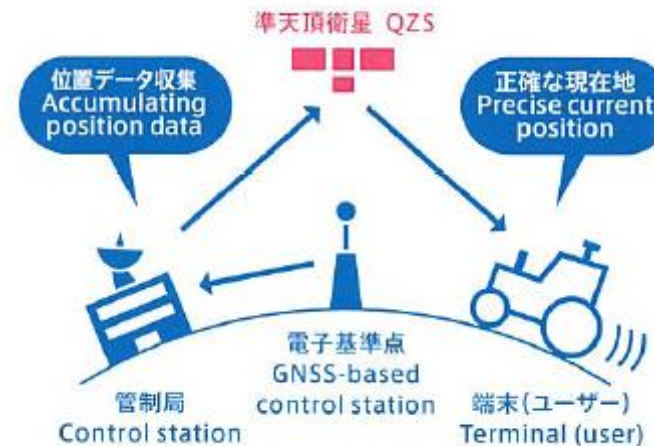 準天頂衛星 QZS
位置データ収集
Accumulating
position data
正確な現在地
Precise current
position
電子基準点
GNSS-based
control station
管制局
Control station
端末(ユーザー)
Terminal (user)